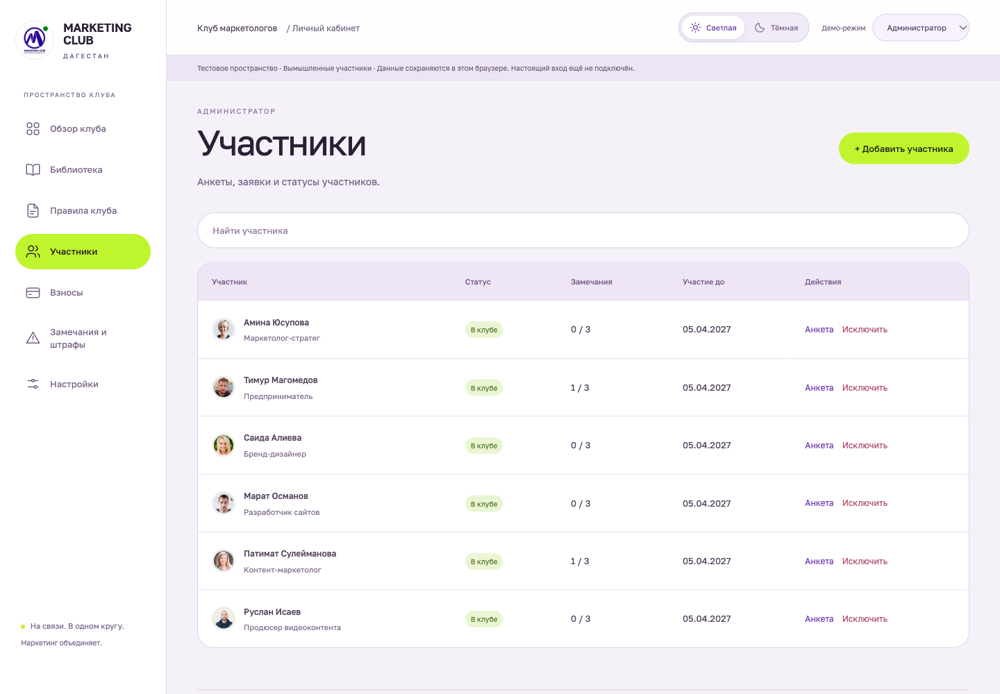 MARKETING
CLUB
ДАГЕСТАН
ПРОСТРАНСТВО КЛУБА
Обзор клуба
Библиотека
Правила клуба
Участники
Взносы
Замечания и
штрафы
Настройки
На связи. В одном кругу.
Маркетинг объединяет.
Клуб маркетологов / Личный кабинет
Светлая Тёмная Демо-режим Администратор
Тестовое пространство · Вымышленные участники · Данные сохраняются в этом браузере. Настоящий вход ещё не подключён.
АДМИНИСТРАТОР
Участники
+ Добавить участника
Анкеты, заявки и статусы участников.
Найти участника
Участник Статус Замечания Участие до Действия
Амина Юсупова
Маркетолог-стратег
В клубе 0 / 3 05.04.2027 Анкета Исключить
Тимур Магомедов
Предприниматель
В клубе 1 / 3 05.04.2027 Анкета Исключить
Саида Алиева
Бренд-дизайнер
В клубе 0 / 3 05.04.2027 Анкета Исключить
Марат Османов
Разработчик сайтов
В клубе 0 / 3 05.04.2027 Анкета Исключить
Патимат Сулейманова
Контент-маркетолог
В клубе 1 / 3 05.04.2027 Анкета Исключить
Руслан Исаев
Продюсер видеоконтента
В клубе 0 / 3 05.04.2027 Анкета Исключить